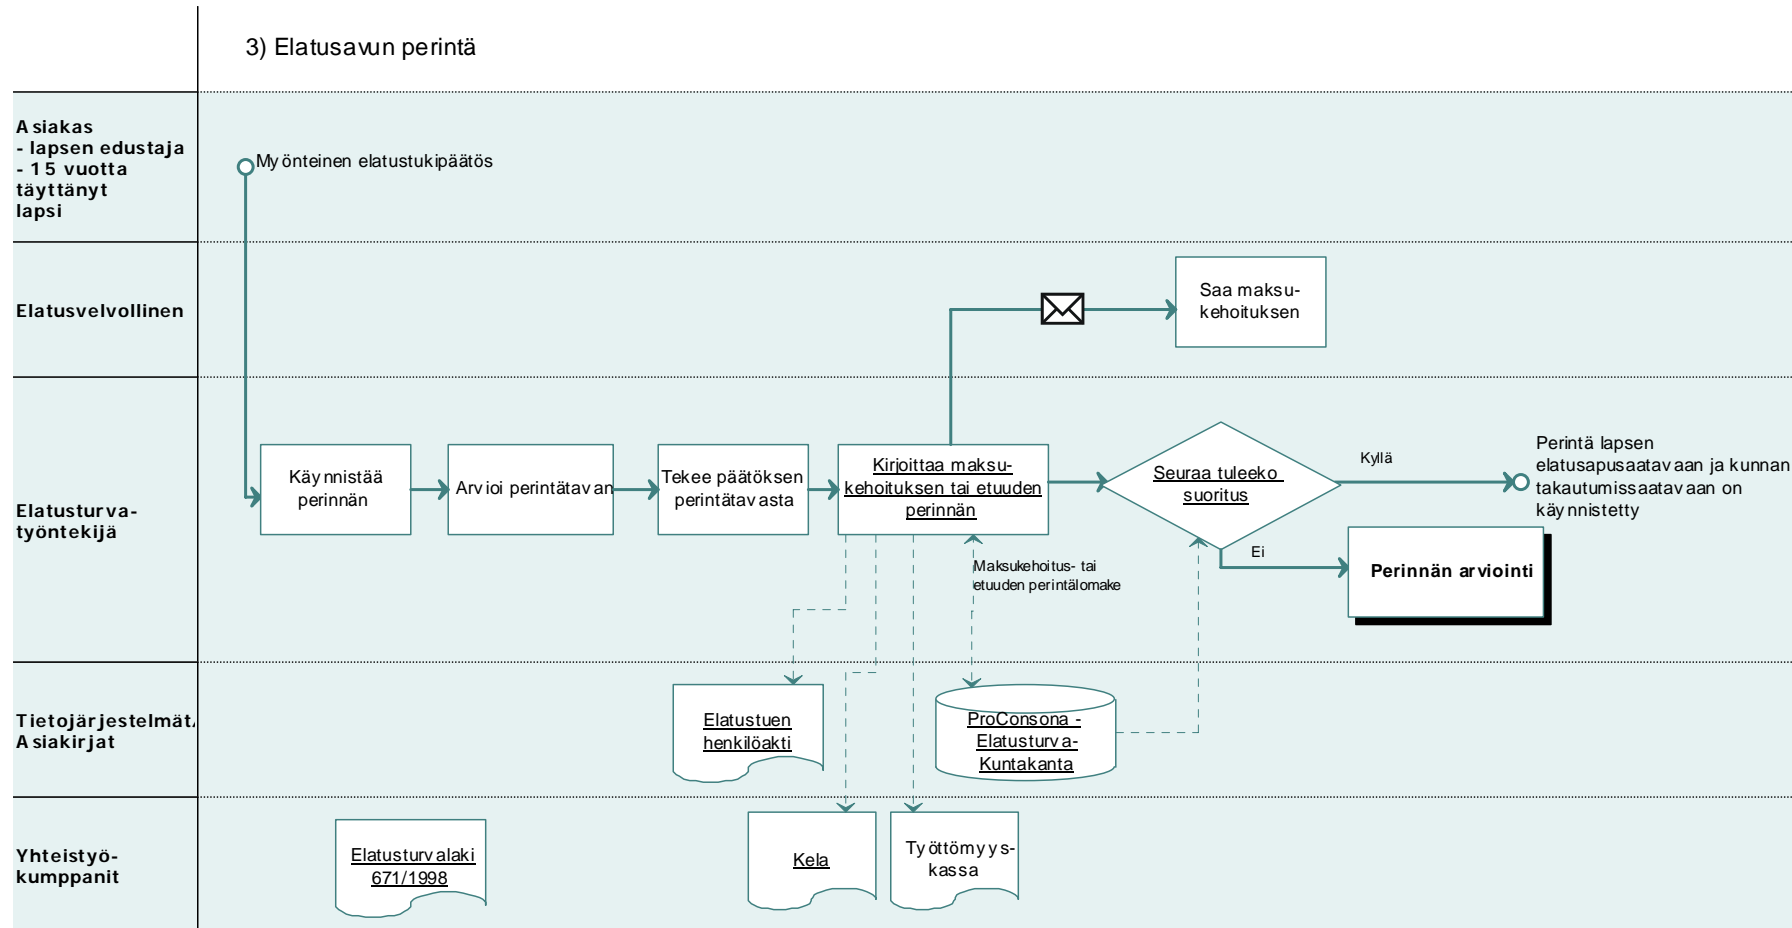 3) Elatusavun perintä
Asiakas
- lapsen edustaja
- 15 vuotta
täyttänyt
lapsi
Myönteinen elatustukipäätös
Elatusvelvollinen
Saa maksu-
kehoituksen
Elatusturva-
työntekijä
Käynnistää
perinnän
Arvioi perintätavan
Tekee päätöksen
perintätavasta
Kirjoittaa maksu-
kehoituksen tai etuuden
perinnän
Seuraa tuleeko
suoritus
Kyllä
Perintä lapsen
elatusapusaatavaan ja kunnan
takautumissaatavaan on
käynnistetty
Ei
Perinnän arviointi
Maksukehoitus- tai
etuuden perintälomake
Tietojärjestelmät/
Asiakirjat
Elatustuen
henkilöakti
ProConsona -
Elatusturva-
Kuntakanta
Yhteistyö-
kumppanit
Elatusturvalaki
671/1998
Kela
Työttömyys-
kassa